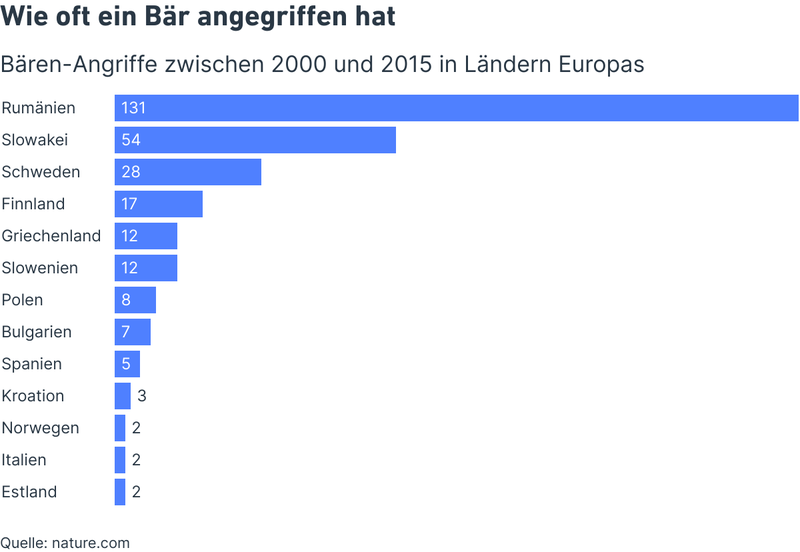 Wie oft ein Bär angegriffen hat
Bären-Angriffe zwischen 2000 und 2015 in Ländern Europas
Rumänien 131
Slowakei 54
Schweden 28
Finnland 17
Griechenland 12
Slowenien 12
Polen 8
Bulgarien 7
Spanien 5
Kroation 3
Norwegen 2
Italien 2
Estland 2
Quelle: nature.com